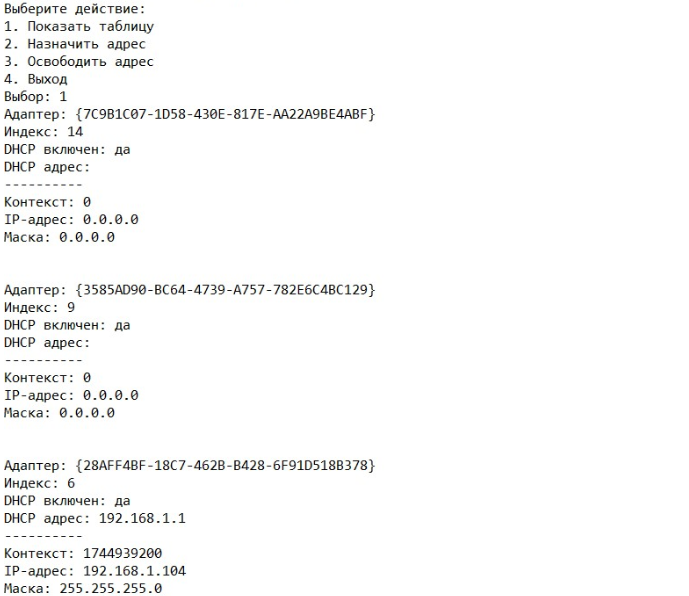 Выберите действие:
1. Показать таблицу
2. Назначить адрес
3. Освободить адрес
4. Выход
Выбор: 1
Адаптер: {7C9B1C07-1D58-430E-817E-AA22A9BE4ABF}
Индекс: 14
DHCP включен: да
DHCP адрес:
----------
Контекст: 0
IP-адрес: 0.0.0.0
Маска: 0.0.0.0
Адаптер: {3585AD90-BC64-4739-A757-782E6C4BC129}
Индекс: 9
DHCP включен: да
DHCP адрес:
----------
Контекст: 0
IP-адрес: 0.0.0.0
Маска: 0.0.0.0
Адаптер: {28AFF4BF-18C7-462B-B428-6F91D518B378}
Индекс: 6
DHCP включен: да
DHCP адрес: 192.168.1.1
----------
Контекст: 1744939200
IP-адрес: 192.168.1.104
Маска: 255.255.255.0